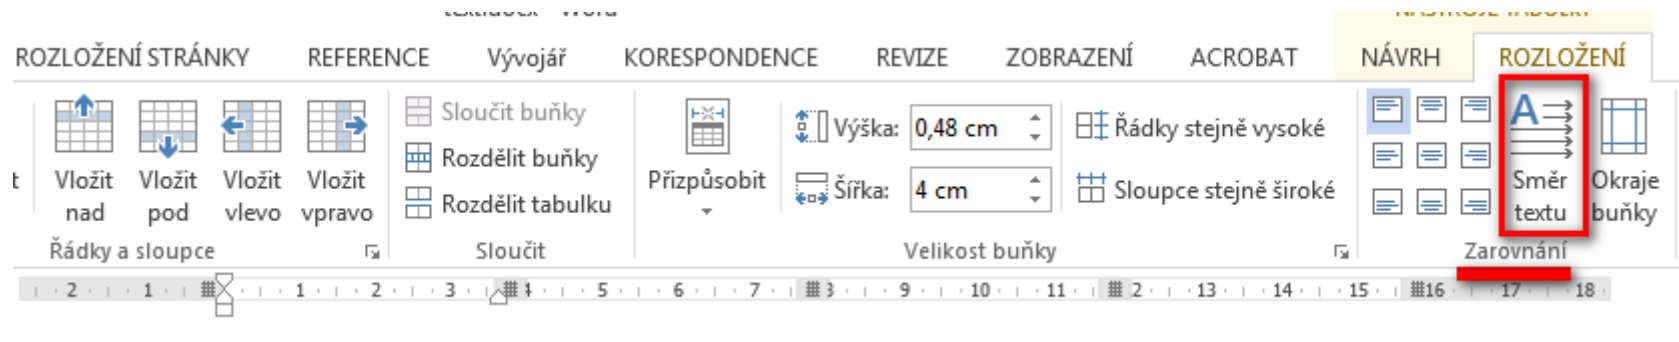 ROZLOŽENÍ STRÁNKY REFERENCE Vývojář KORESPONDENCE REVIZE ZOBRAZENÍ ACROBAT NÁVRH ROZLOŽENÍ
Vložit nad
Vložit pod
Vložit vlevo
Vložit vpravo
Řádky a sloupce
Sloučit buňky
Rozdělit buňky
Rozdělit tabulku
Sloučit
Přizpůsobit
Výška: 0,48 cm
Šířka: 4 cm
Řádky stejně vysoké
Sloupce stejně široké
Velikost buňky
A
Směr textu
Okraje buňky
Zarovnání
2 1 1 2 3 4 5 6 7 3 9 10 11 2 13 14 15 16 17 18